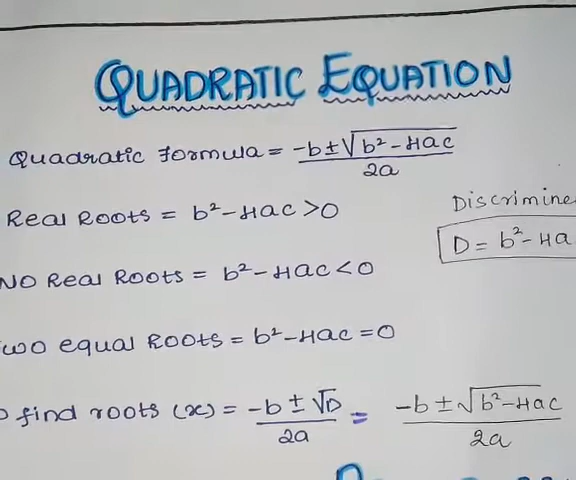 QUADRATIC EQUATION
Quadratic formula = -b±√b²-4ac / 2a
Real Roots = b²-4ac>0
Discrimine
D = b²-4a
No Real Roots = b²-4ac<0
Two equal Roots = b²-4ac=0
find roots (x) = -b±√D / 2a = -b±√b²-4ac / 2a